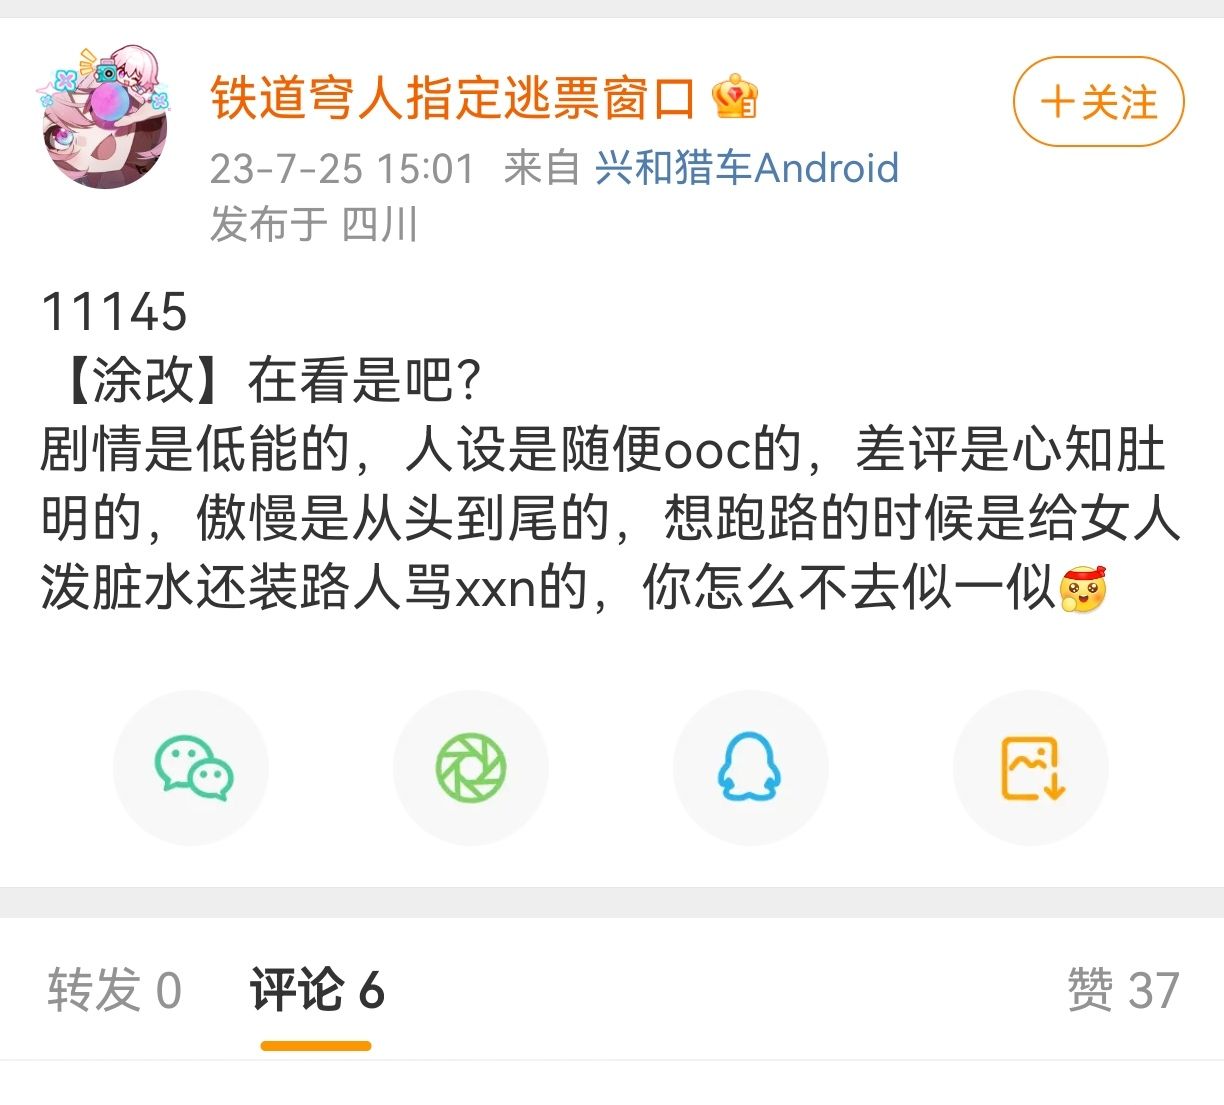 铁道穹人指定逃票窗口
+关注
23-7-25 15:01 来自 兴和猎车Android
发布于 四川
11145
【涂改】在看是吧？
剧情是低能的，人设是随便ooc的，差评是心知肚
明的，傲慢是从头到尾的，想跑路的时候是给女人
泼脏水还装路人骂xxn的，你怎么不去似一似
转发 0
评论 6
赞 37